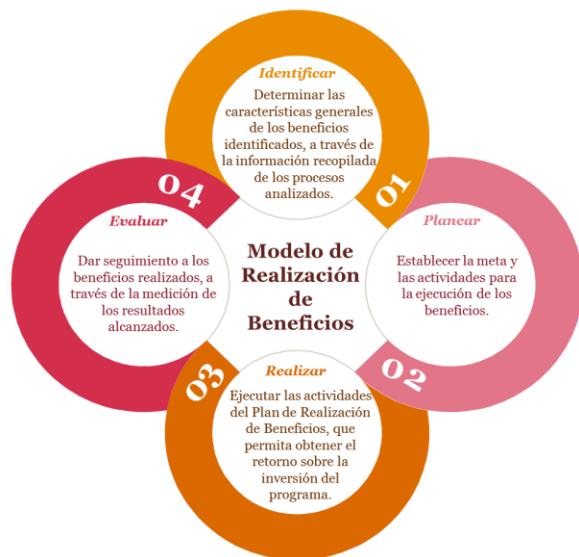 Identificar
Determinar las
características generales
de los beneficios
identificados, a través de
la información recopilada
de los procesos
analizados.
01
Planear
Establecer la meta y
las actividades para
la ejecución de los
beneficios.
02
Realizar
Ejecutar las actividades
del Plan de Realización
de Beneficios, que
permita obtener el
retorno sobre la
inversión del
programa.
03
Evaluar
Dar seguimiento a los
beneficios realizados, a
través de la medición de
los resultados
alcanzados.
04
Modelo de
Realización
de
Beneficios